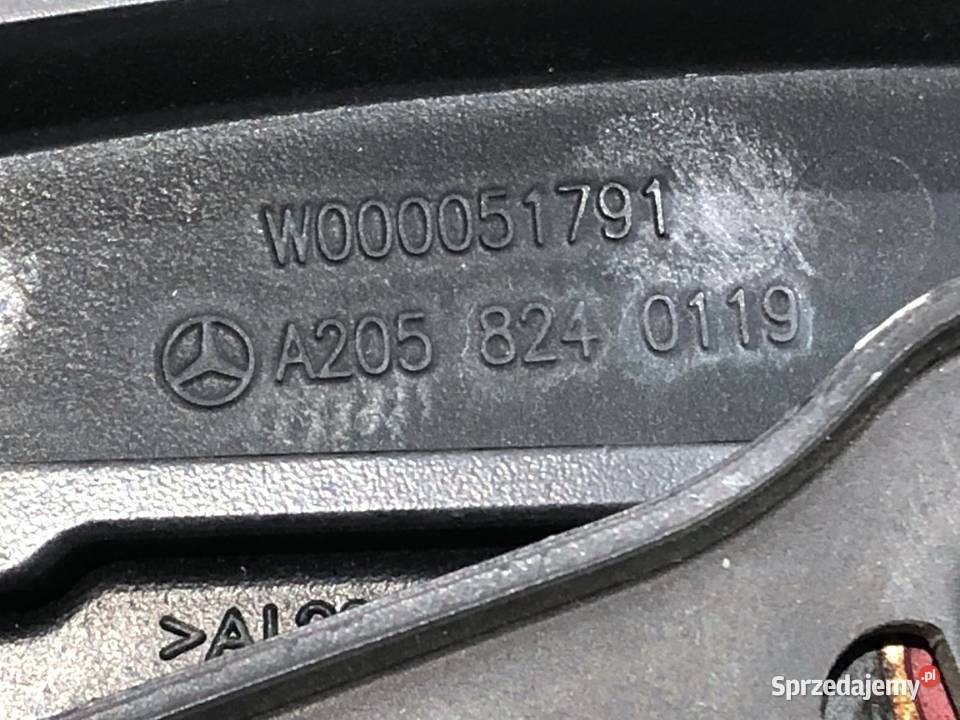 W000051791
A205 824 0119
Sprzedajemy.pl